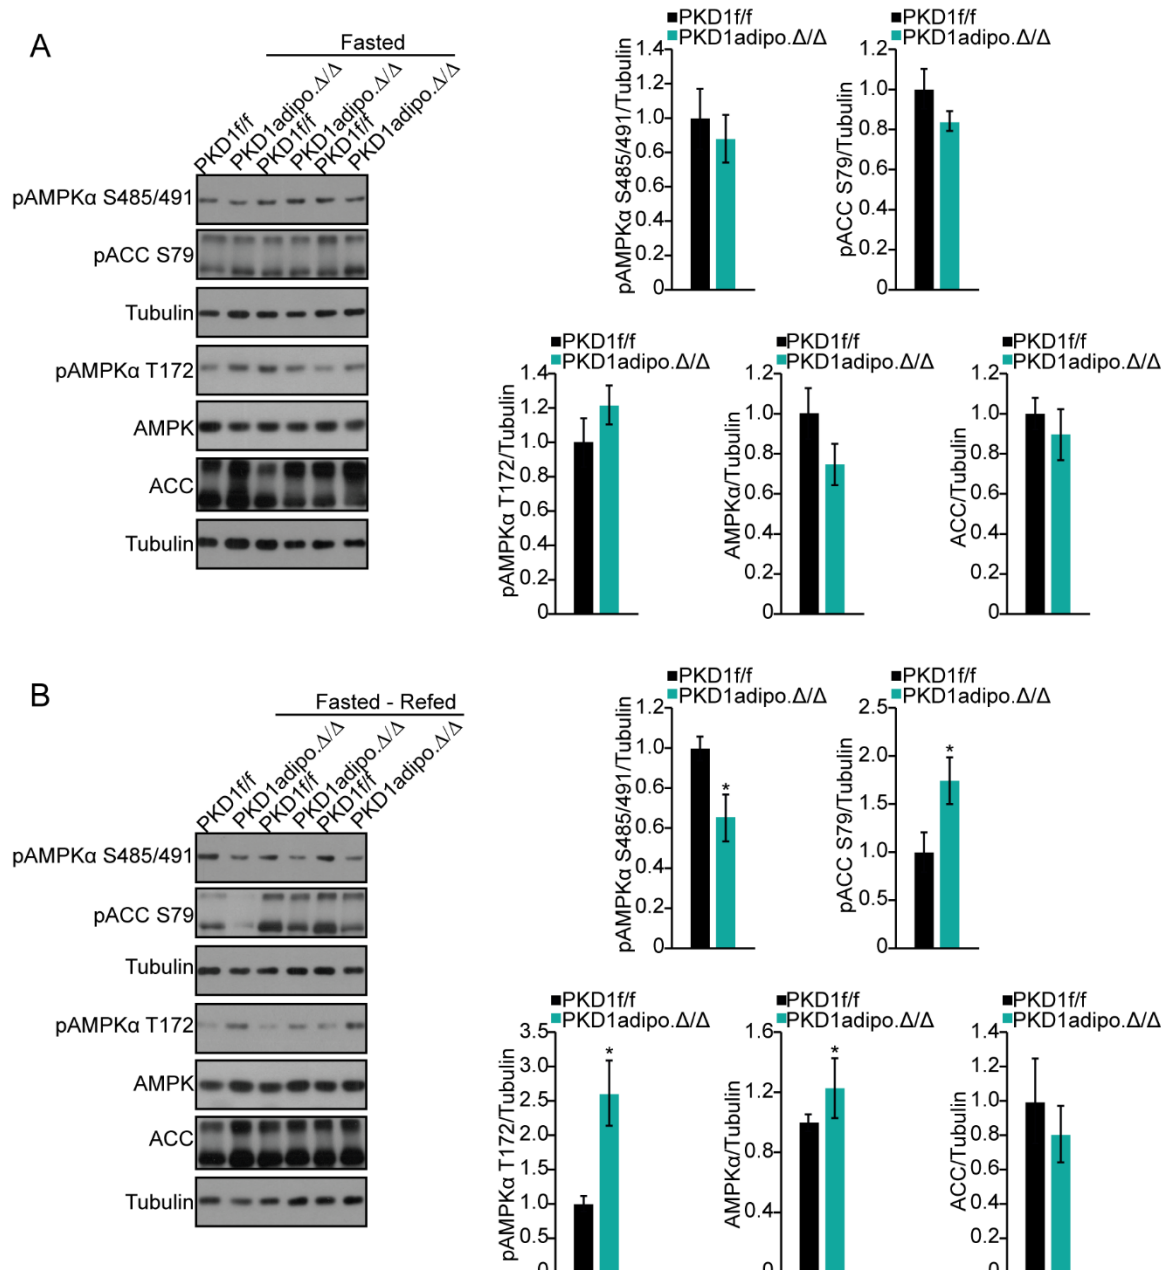 A
Fasted
PKD1f/f
PKD1adipo.Δ/Δ
PKD1f/f
PKD1adipo.Δ/Δ
PKD1f/f
PKD1adipo.Δ/Δ
pAMPKα S485/491
pACC S79
Tubulin
pAMPKα T172
AMPK
ACC
Tubulin
PKD1f/f
PKD1adipo.Δ/Δ
pAMPKα S485/491/Tubulin
1.4
1.2
1.0
0.8
0.6
0.4
0.2
0
PKD1f/f
PKD1adipo.Δ/Δ
pACC S79/Tubulin
1.2
1.0
0.8
0.6
0.4
0.2
0
PKD1f/f
PKD1adipo.Δ/Δ
pAMPKα T172/Tubulin
1.4
1.2
1.0
0.8
0.6
0.4
0.2
0
PKD1f/f
PKD1adipo.Δ/Δ
AMPKα/Tubulin
1.2
1.0
0.8
0.6
0.4
0.2
0
PKD1f/f
PKD1adipo.Δ/Δ
ACC/Tubulin
1.2
1.0
0.8
0.6
0.4
0.2
0
B
Fasted - Refed
PKD1f/f
PKD1adipo.Δ/Δ
PKD1f/f
PKD1adipo.Δ/Δ
PKD1f/f
PKD1adipo.Δ/Δ
pAMPKα S485/491
pACC S79
Tubulin
pAMPKα T172
AMPK
ACC
Tubulin
PKD1f/f
PKD1adipo.Δ/Δ
pAMPKα S485/491/Tubulin
1.2
1.0
0.8
0.6
0.4
0.2
0
*
PKD1f/f
PKD1adipo.Δ/Δ
pACC S79/Tubulin
2.5
2.0
1.5
1.0
0.5
0
*
PKD1f/f
PKD1adipo.Δ/Δ
pAMPKα T172/Tubulin
3.5
3.0
2.5
2.0
1.5
1.0
0.5
0
*
PKD1f/f
PKD1adipo.Δ/Δ
AMPKα/Tubulin
1.6
1.2
0.8
0.4
0
*
PKD1f/f
PKD1adipo.Δ/Δ
ACC/Tubulin
1.4
1.2
1.0
0.8
0.6
0.4
0.2
0